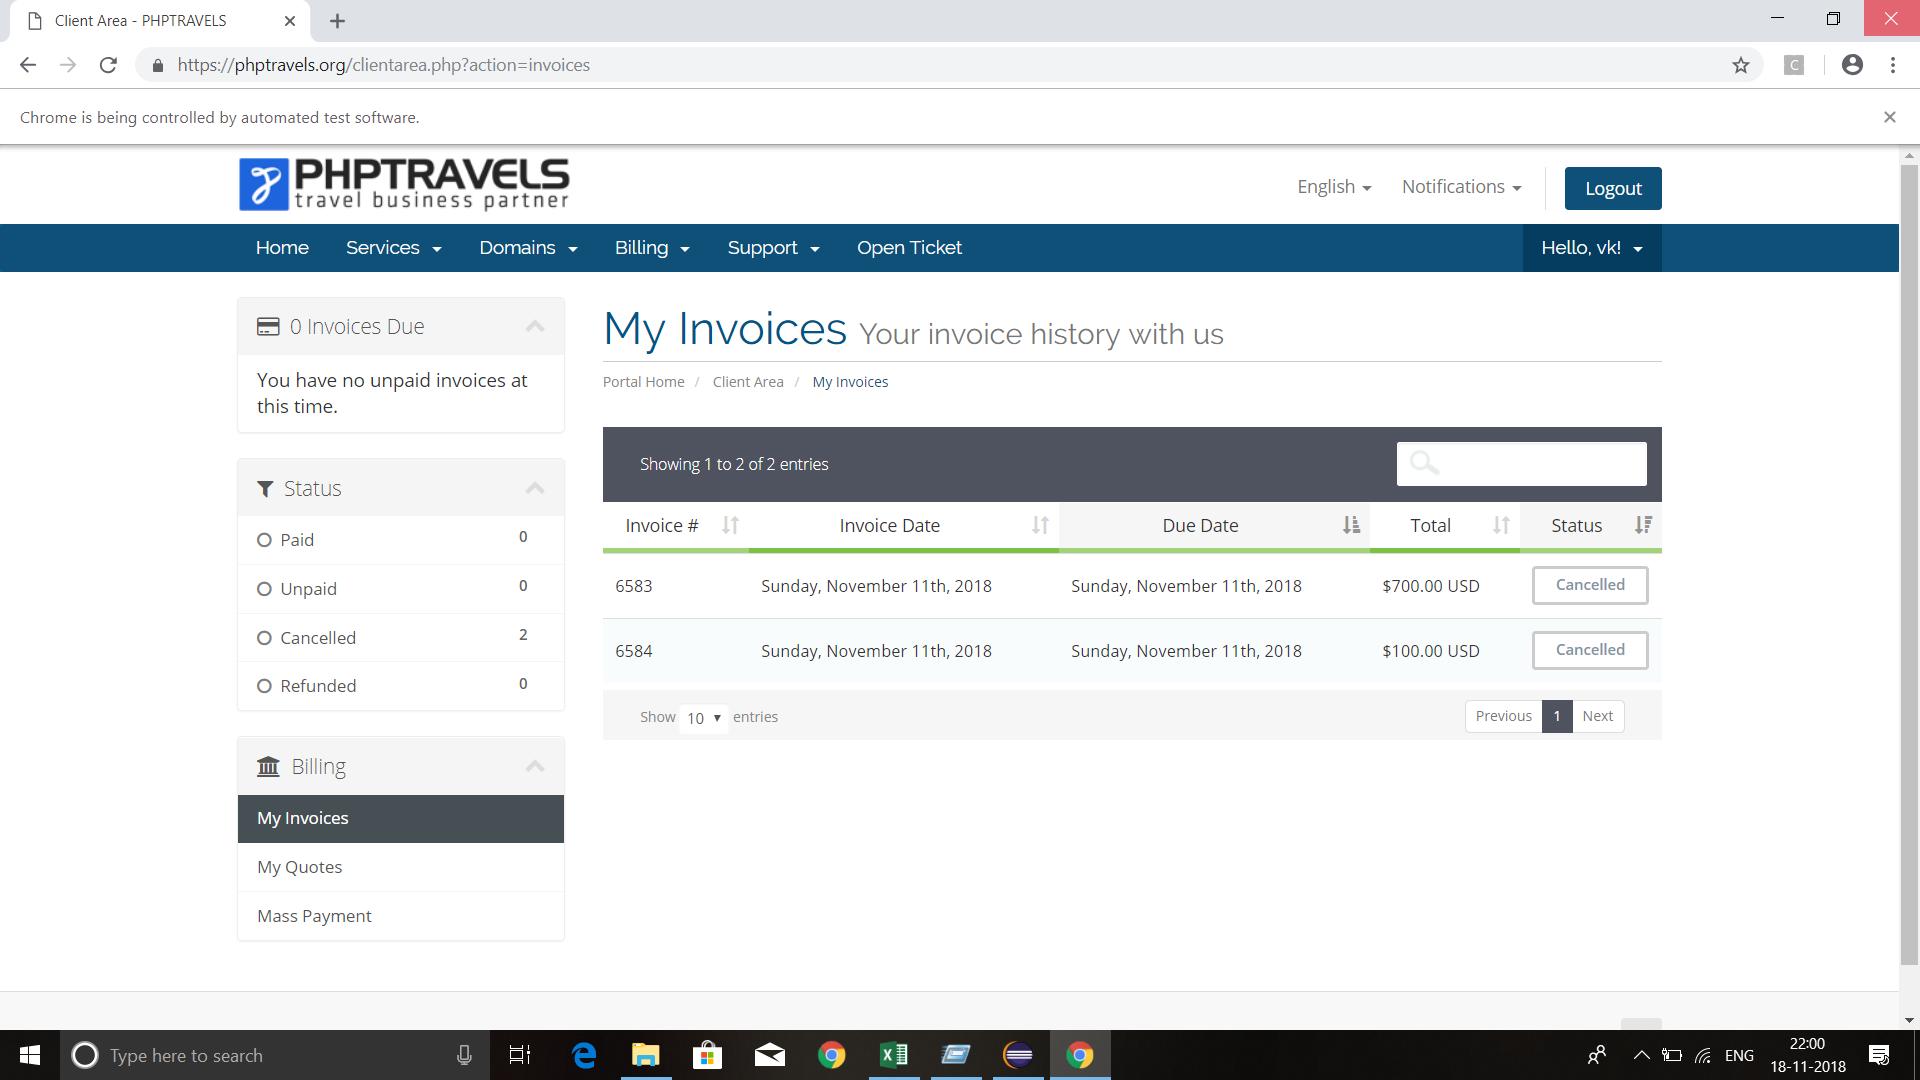 Client Area - PHPTRAVELS
https://phptravels.org/clientarea.php?action=invoices
C
Chrome is being controlled by automated test software.
PHPTRAVELS
travel business partner
English
Notifications
Logout
Home
Services
Domains
Billing
Support
Open Ticket
Hello, vk!
0 Invoices Due
You have no unpaid invoices at
this time.
Status
Paid 0
Unpaid 0
Cancelled 2
Refunded 0
Billing
My Invoices
My Quotes
Mass Payment
My Invoices Your invoice history with us
Portal Home / Client Area / My Invoices
Showing 1 to 2 of 2 entries
Invoice # Invoice Date Due Date Total Status
6583 Sunday, November 11th, 2018 Sunday, November 11th, 2018 $700.00 USD Cancelled
6584 Sunday, November 11th, 2018 Sunday, November 11th, 2018 $100.00 USD Cancelled
Show 10 entries
Previous 1 Next
Type here to search
ENG
22:00
18-11-2018